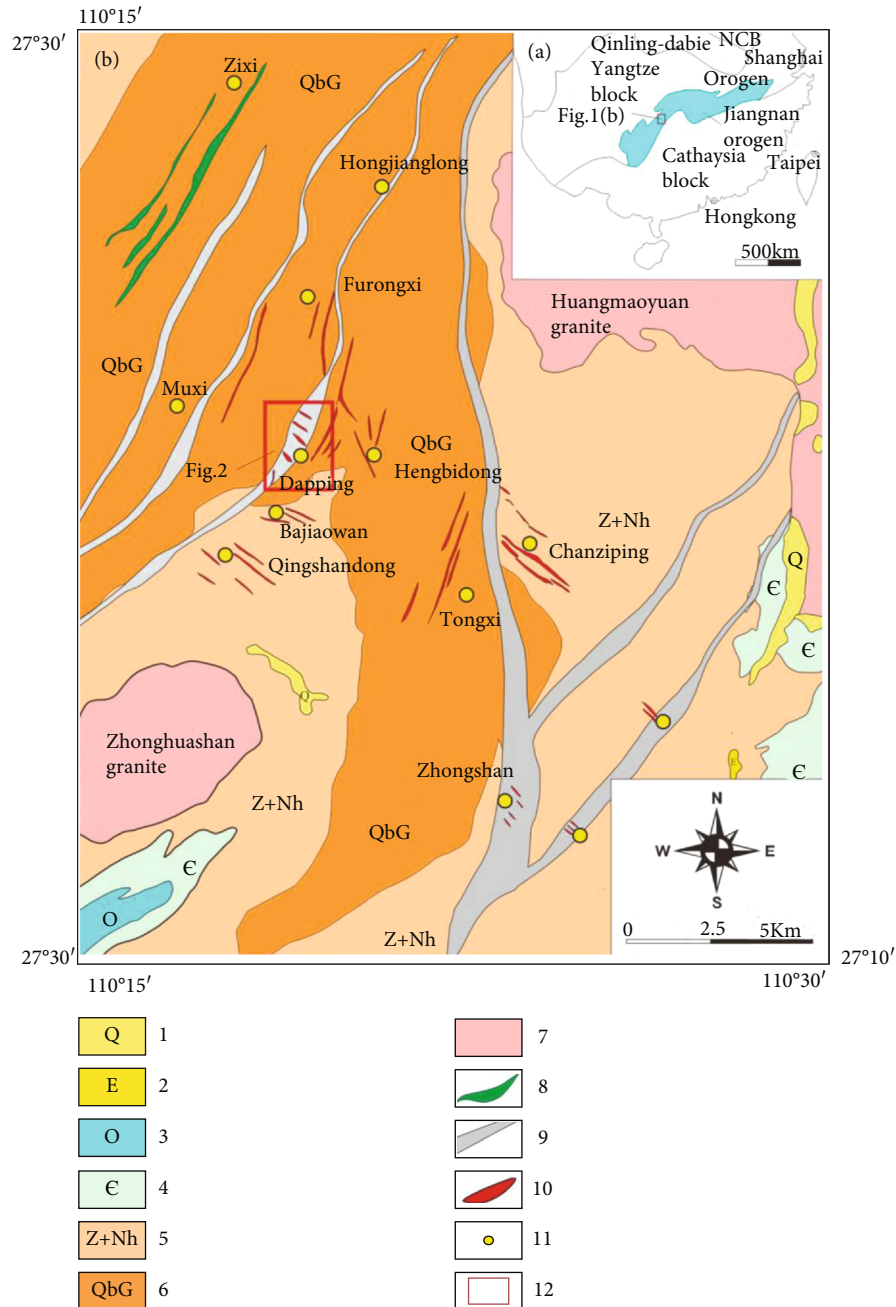 110°15′
27°30′
(b)
Zixi
QbG
(a)
Qinling-dabie
NCB
Shanghai
Yangtze
block
Orogen
Fig.1(b)
Jiangnan
orogen
Cathaysia
block
Taipei
Hongkong
500km
Hongjianglong
Furongxi
Huangmaoyuan
granite
QbG
Muxi
QbG
Hengbidong
Fig.2
Dapping
Bajiaowan
Qingshandong
Z+Nh
Chanziping
Q
Є
Tongxi
Є
Q
Zhonghuashan
granite
Zhongshan
E
Є
Z+Nh
QbG
Є
O
Z+Nh
N
W
E
S
0
2.5
5Km
27°30′
27°10′
110°15′
110°30′
Q 1
E 2
O 3
Є 4
Z+Nh 5
QbG 6
7
8
9
10
11
12